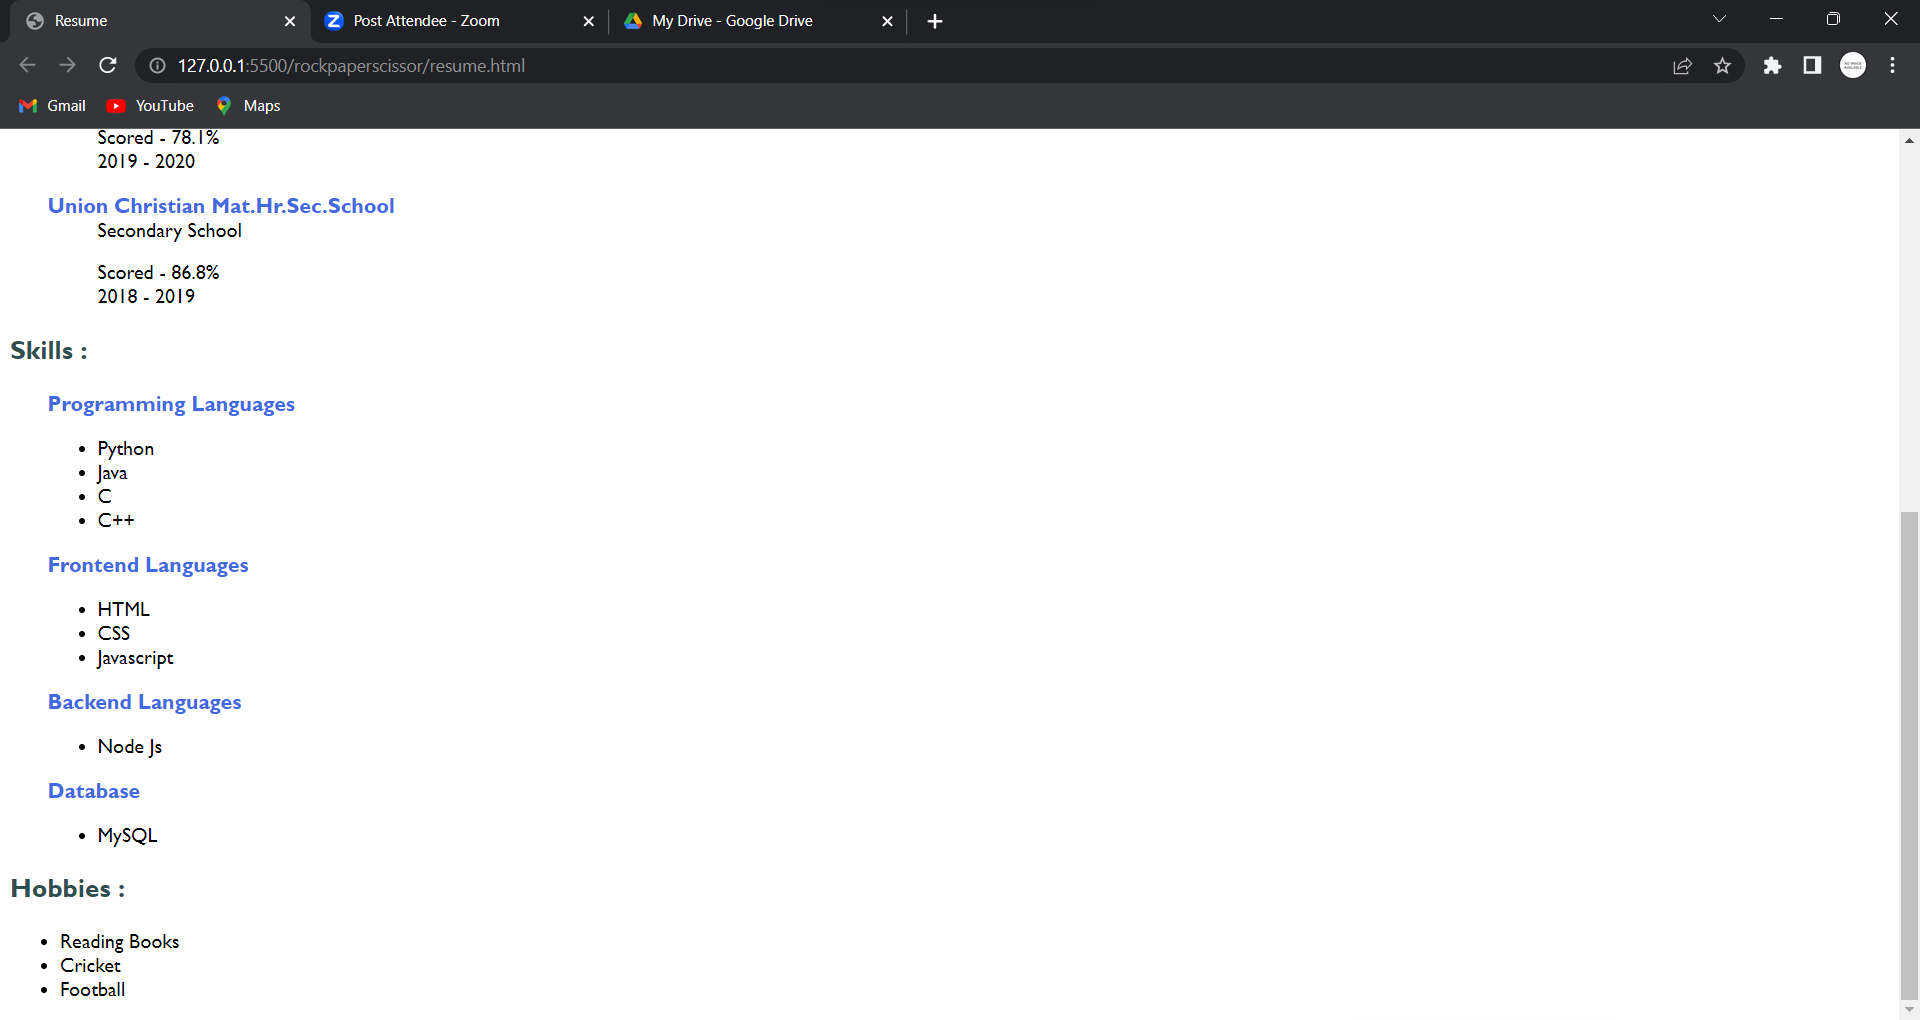 Resume
Post Attendee - Zoom
My Drive - Google Drive
127.0.0.1:5500/rockpaperscissor/resume.html
Gmail
YouTube
Maps
Scored - 78.1%
2019 - 2020
Union Christian Mat.Hr.Sec.School
Secondary School
Scored - 86.8%
2018 - 2019
Skills :
Programming Languages
Python
Java
C
C++
Frontend Languages
HTML
CSS
Javascript
Backend Languages
Node Js
Database
MySQL
Hobbies :
Reading Books
Cricket
Football